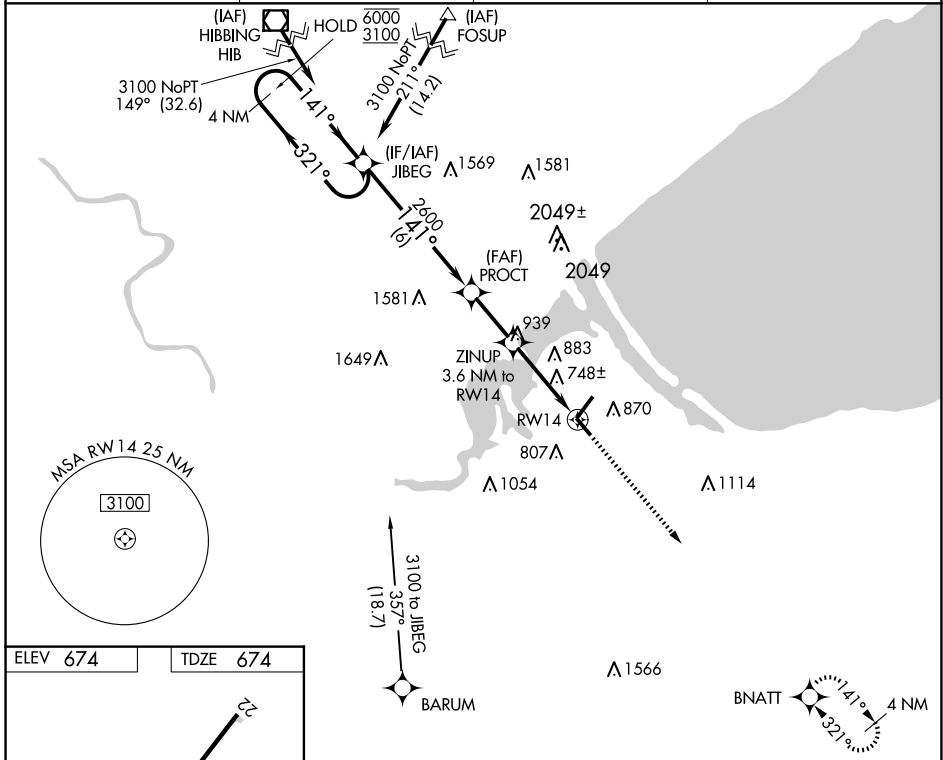 (IAF)
HIBBING
HIB
HOLD
6000
3100
(IAF)
FOSUP
3100 NoPT
149° (32.6)
4 NM
141°
321°
3100 NoPT
211°
(14.2)
(IF/IAF)
JIBEG
1569
1581
2600
141°
(6)
2049±
2049
(FAF)
PROCT
1581
939
1649
ZINUP
3.6 NM to
RW14
883
748±
RW14
870
807
1054
1114
MSA RW14 25 NM
3100
3100 to JIBEG
357°
(18.7)
BARUM
1566
BNATT
141°
321°
4 NM
ELEV 674
TDZE 674
22